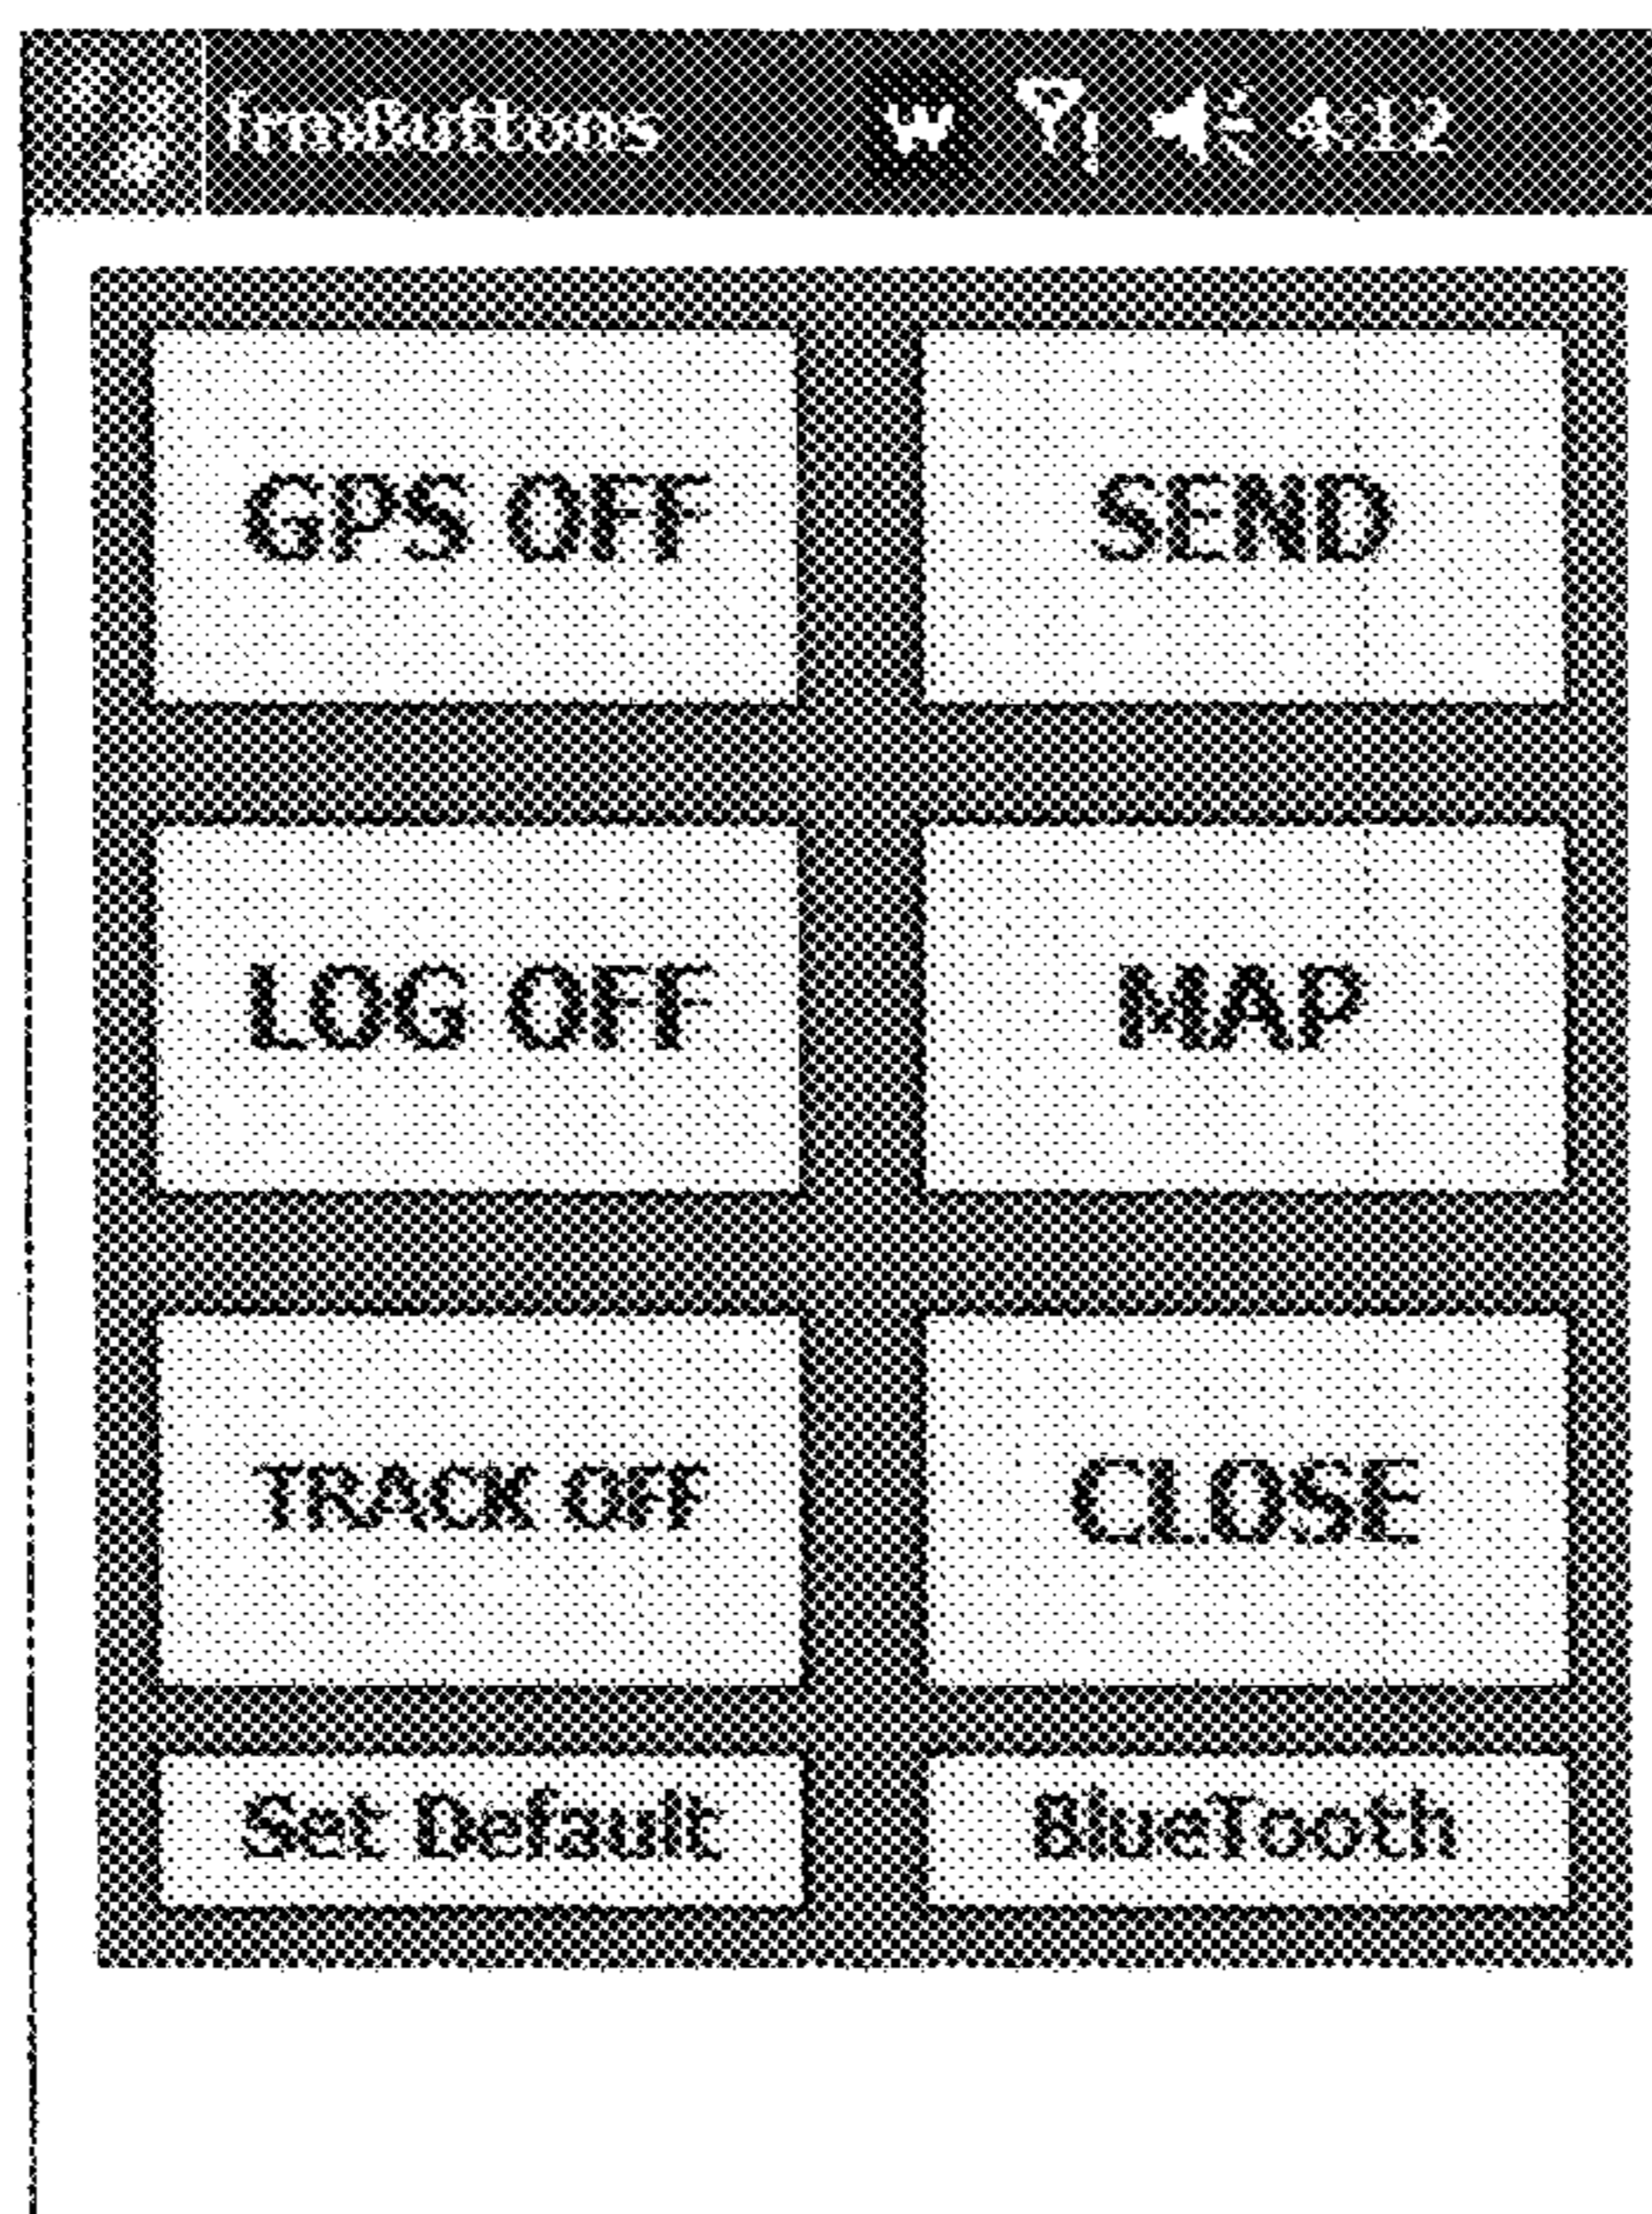 frmButtons 4:12
GPS OFF SEND
LOG OFF MAP
TRACK OFF CLOSE
Set Default BlueTooth